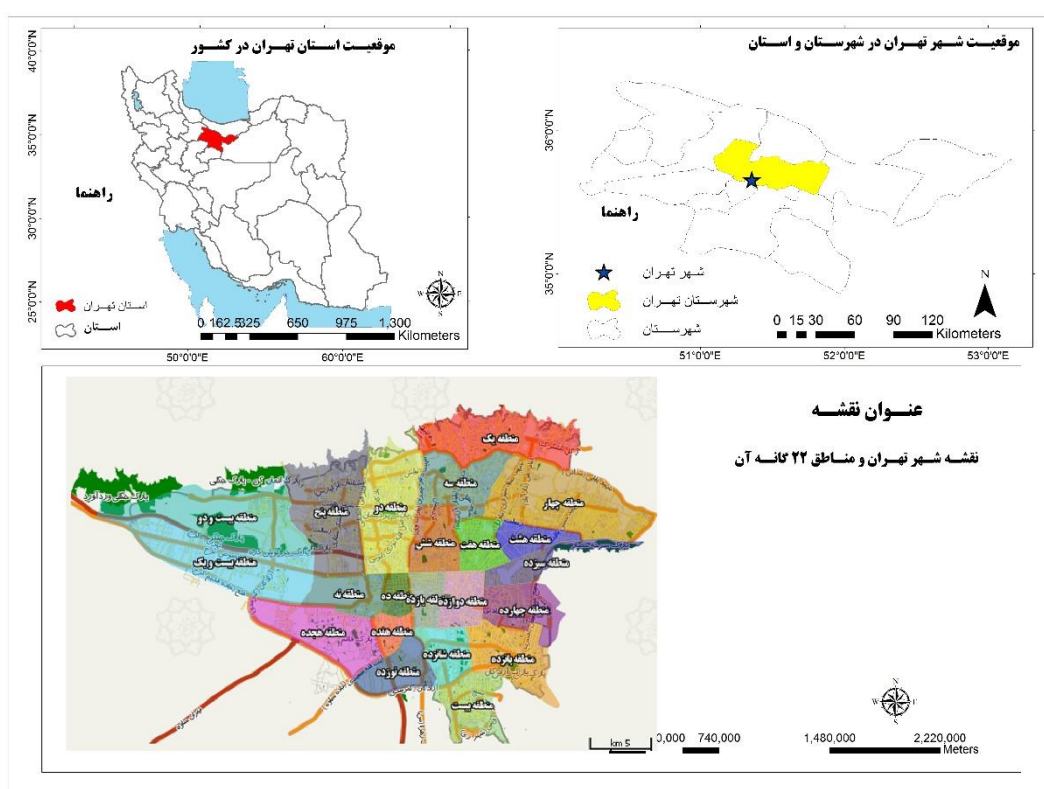 موقعیت استان تهران در کشور
40°0'0"N
35°0'0"N
30°0'0"N
25°0'0"N
راهنما
استان تهران
استان
N
W
E
S
0 162.5 325 650 975 1,300
Kilometers
50°0'0"E 60°0'0"E
موقعیت شهر تهران در شهرستان و استان
36°0'0"N
35°0'0"N
راهنما
شهر تهران
شهرستان تهران
شهرستان
N
0 15 30 60 90 120
Kilometers
51°0'0"E 52°0'0"E 53°0'0"E
عنوان نقشه
نقشه شهر تهران و مناطق ۲۲ گانه آن
منطقه یک
منطقه سه
منطقه چهار
منطقه دو
منطقه پنج
منطقه بیست و دو
منطقه شش
منطقه هفت
منطقه هشت
منطقه سیزده
منطقه بیست و یک
منطقه نه
منطقه ده
منطقه یازده
منطقه دوازده
منطقه چهارده
منطقه هجده
منطقه هفده
منطقه شانزده
منطقه پانزده
منطقه نوزده
منطقه بیست
N
W
E
S
km 5
0,000 740,000 1,480,000 2,220,000
Meters